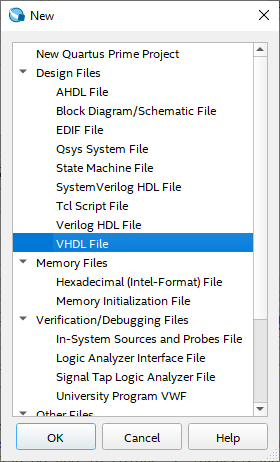 New
New Quartus Prime Project
Design Files
AHDL File
Block Diagram/Schematic File
EDIF File
Qsys System File
State Machine File
SystemVerilog HDL File
Tcl Script File
Verilog HDL File
VHDL File
Memory Files
Hexadecimal (Intel-Format) File
Memory Initialization File
Verification/Debugging Files
In-System Sources and Probes File
Logic Analyzer Interface File
Signal Tap Logic Analyzer File
University Program VWF
Other Files
OK Cancel Help